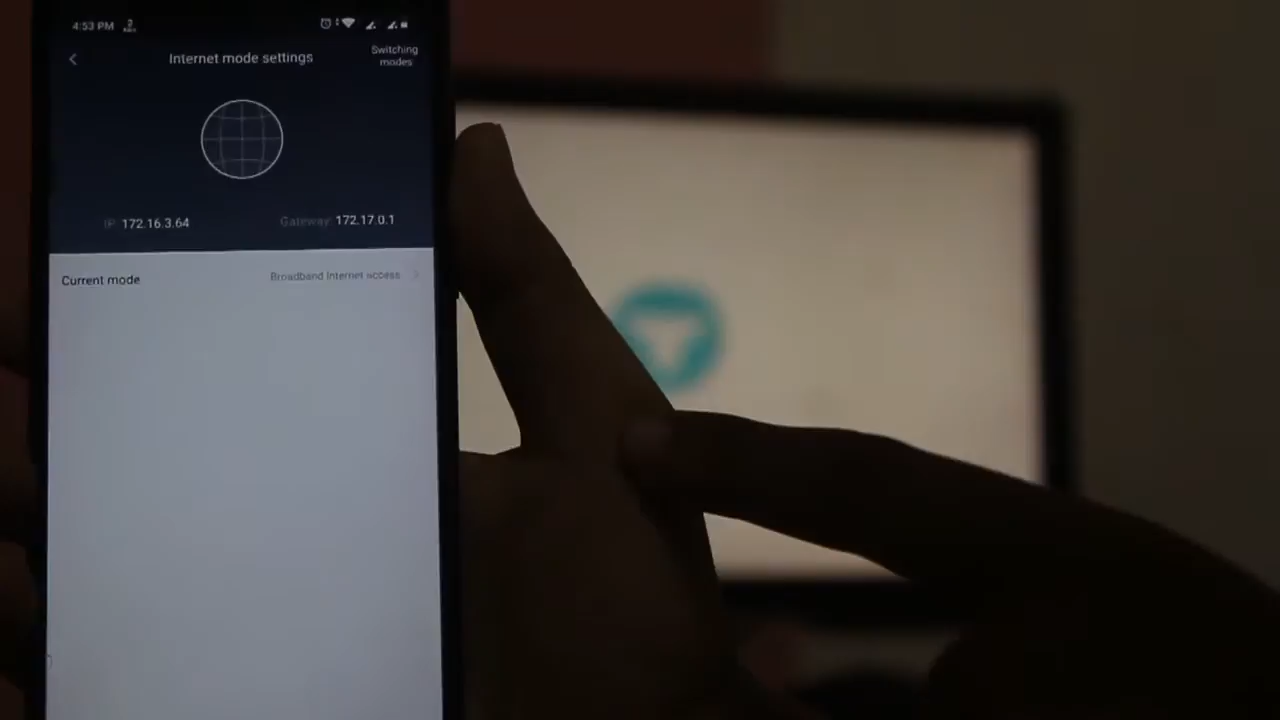 4:53 PM 2
Internet mode settings
Switching
modes
IP: 172.16.3.64
Gateway: 172.17.0.1
Current mode
Broadband Internet access